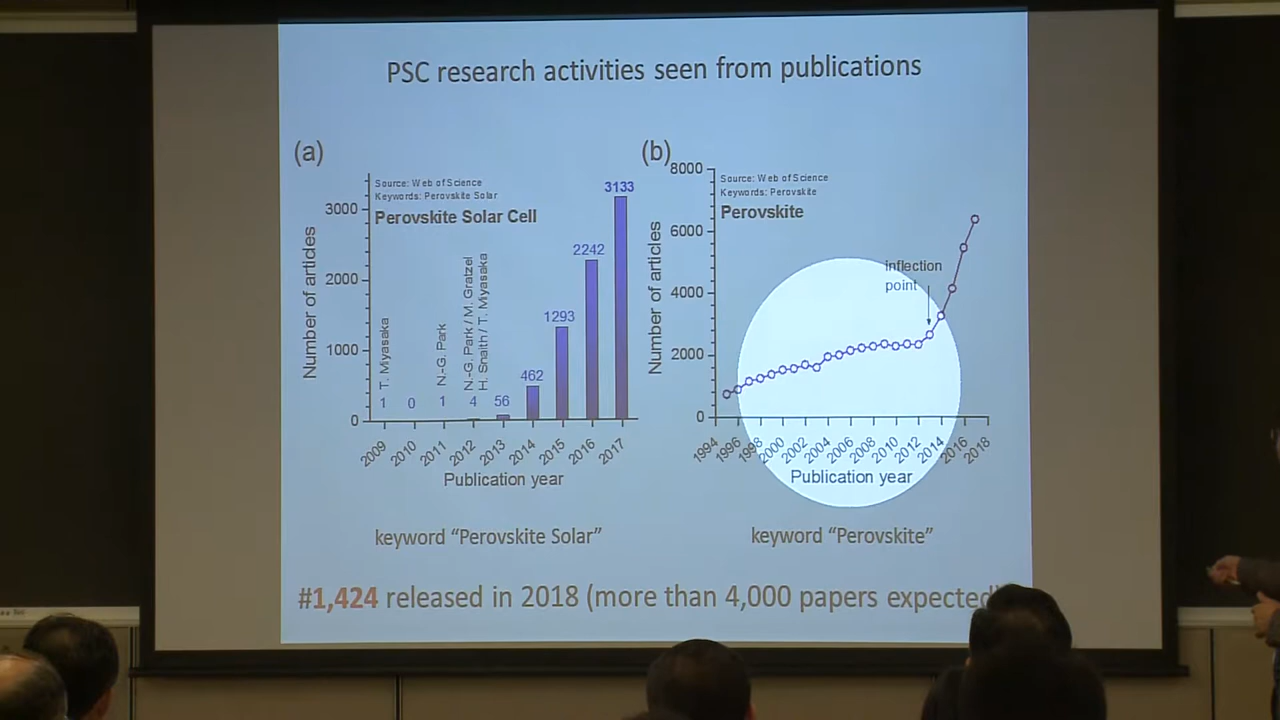 PSC research activities seen from publications
(a)
Source: Web of Science
Keywords: Perovskite Solar
Perovskite Solar Cell
Number of articles
3000
2000
1000
0
1
0
1
4
56
462
1293
2242
3133
T. Miyasaka
N.-G. Park
N.-G. Park / M. Gratzel
H. Snaith / T. Miyasaka
2009
2010
2011
2012
2013
2014
2015
2016
2017
Publication year
keyword “Perovskite Solar”
(b)
Source: Web of Science
Keywords: Perovskite
Perovskite
Number of articles
8000
6000
4000
2000
0
inflection
point
1994
1996
1998
2000
2002
2004
2006
2008
2010
2012
2014
2016
2018
Publication year
keyword “Perovskite”
#1,424 released in 2018 (more than 4,000 papers expected)